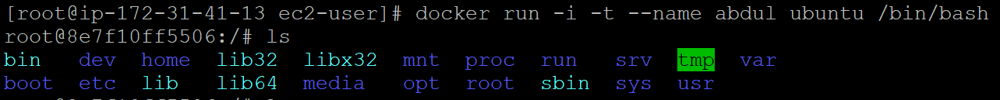 [root@ip-172-31-41-13 ec2-user]# docker run -i -t --name abdul ubuntu /bin/bash
root@8e7f10ff5506:/# ls
bin dev home lib32 libx32 mnt proc run srv tmp var
boot etc lib lib64 media opt root sbin sys usr